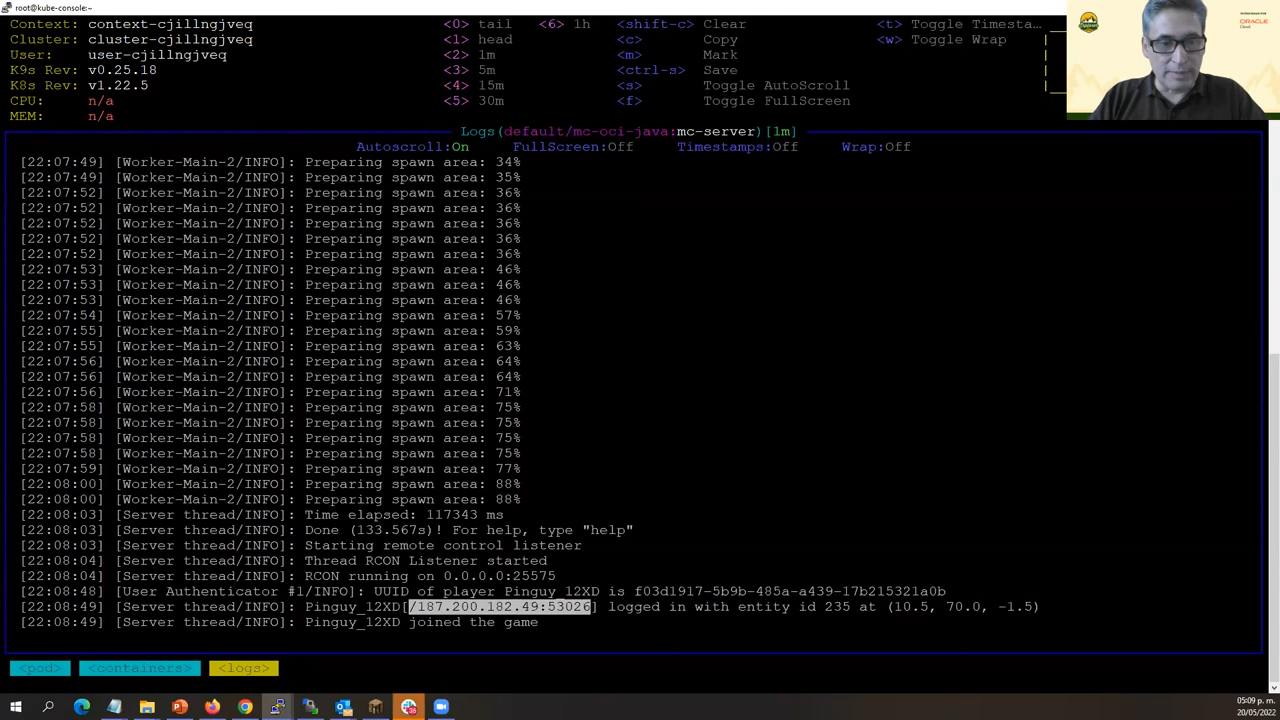 root@kube-console:~
Context: context-cjillngjveq <0> tail <6> 1h <shift-c> Clear <t> Toggle Timesta…
Cluster: cluster-cjillngjveq <1> head <c> Copy <w> Toggle Wrap
User: user-cjillngjveq <2> 1m <m> Mark
K9s Rev: v0.25.18 <3> 5m <ctrl-s> Save
K8s Rev: v1.22.5 <4> 15m <s> Toggle AutoScroll
CPU: n/a <5> 30m <f> Toggle FullScreen
MEM: n/a
ORACLE
Cloud
Logs(default/mc-oci-java:mc-server)[1m]
Autoscroll:On FullScreen:Off Timestamps:Off Wrap:Off
[22:07:49] [Worker-Main-2/INFO]: Preparing spawn area: 34%
[22:07:49] [Worker-Main-2/INFO]: Preparing spawn area: 35%
[22:07:52] [Worker-Main-2/INFO]: Preparing spawn area: 36%
[22:07:52] [Worker-Main-2/INFO]: Preparing spawn area: 36%
[22:07:52] [Worker-Main-2/INFO]: Preparing spawn area: 36%
[22:07:52] [Worker-Main-2/INFO]: Preparing spawn area: 36%
[22:07:52] [Worker-Main-2/INFO]: Preparing spawn area: 36%
[22:07:53] [Worker-Main-2/INFO]: Preparing spawn area: 46%
[22:07:53] [Worker-Main-2/INFO]: Preparing spawn area: 46%
[22:07:53] [Worker-Main-2/INFO]: Preparing spawn area: 46%
[22:07:54] [Worker-Main-2/INFO]: Preparing spawn area: 57%
[22:07:55] [Worker-Main-2/INFO]: Preparing spawn area: 59%
[22:07:55] [Worker-Main-2/INFO]: Preparing spawn area: 63%
[22:07:56] [Worker-Main-2/INFO]: Preparing spawn area: 64%
[22:07:56] [Worker-Main-2/INFO]: Preparing spawn area: 64%
[22:07:56] [Worker-Main-2/INFO]: Preparing spawn area: 71%
[22:07:58] [Worker-Main-2/INFO]: Preparing spawn area: 75%
[22:07:58] [Worker-Main-2/INFO]: Preparing spawn area: 75%
[22:07:58] [Worker-Main-2/INFO]: Preparing spawn area: 75%
[22:07:58] [Worker-Main-2/INFO]: Preparing spawn area: 75%
[22:07:59] [Worker-Main-2/INFO]: Preparing spawn area: 77%
[22:08:00] [Worker-Main-2/INFO]: Preparing spawn area: 88%
[22:08:00] [Worker-Main-2/INFO]: Preparing spawn area: 88%
[22:08:03] [Server thread/INFO]: Time elapsed: 117343 ms
[22:08:03] [Server thread/INFO]: Done (133.567s)! For help, type "help"
[22:08:03] [Server thread/INFO]: Starting remote control listener
[22:08:04] [Server thread/INFO]: Thread RCON Listener started
[22:08:04] [Server thread/INFO]: RCON running on 0.0.0.0:25575
[22:08:48] [User Authenticator #1/INFO]: UUID of player Pinguy_12XD is f03d1917-5b9b-485a-a439-17b215321a0b
[22:08:49] [Server thread/INFO]: Pinguy_12XD[/187.200.182.49:53026] logged in with entity id 235 at (10.5, 70.0, -1.5)
[22:08:49] [Server thread/INFO]: Pinguy_12XD joined the game
<pod> <containers> <logs>
05:09 p. m.
20/05/2022